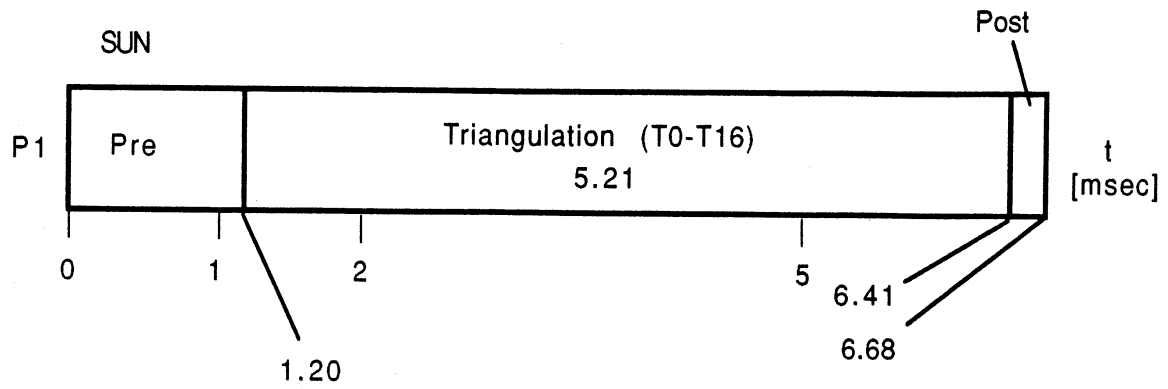 SUN
Post
P1
Pre
Triangulation (T0-T16)
5.21
t
[msec]
0
1
2
5
6.41
6.68
1.20